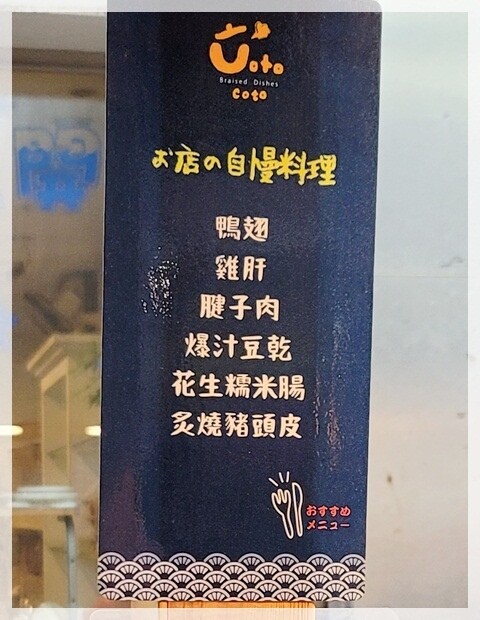 Coto
Braised Dishes
coto
お店の自慢料理
鴨翅
雞肝
腱子肉
爆汁豆乾
花生糯米腸
炙燒豬頭皮
おすすめ
メニュー